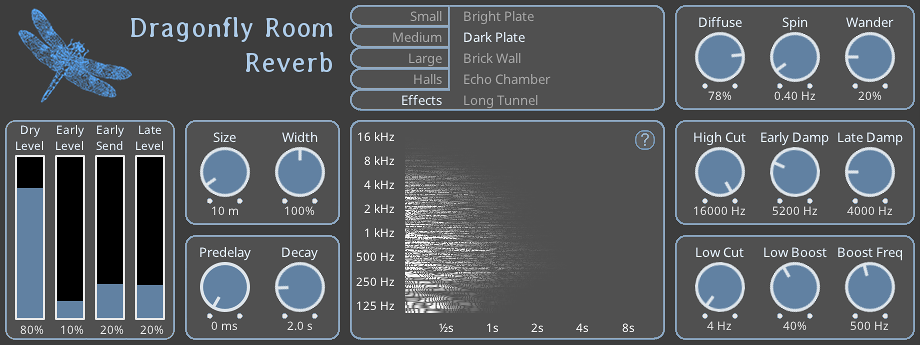 Dragonfly Room
Reverb
Small
Medium
Large
Halls
Effects
Bright Plate
Dark Plate
Brick Wall
Echo Chamber
Long Tunnel
Diffuse Spin Wander
78% 0.40 Hz 20%
Dry Early Early Late
Level Level Send Level
80% 10% 20% 20%
Size Width
10 m 100%
Predelay Decay
0 ms 2.0 s
?
16 kHz
8 kHz
4 kHz
2 kHz
1 kHz
500 Hz
250 Hz
125 Hz
½s 1s 2s 4s 8s
High Cut Early Damp Late Damp
16000 Hz 5200 Hz 4000 Hz
Low Cut Low Boost Boost Freq
4 Hz 40% 500 Hz